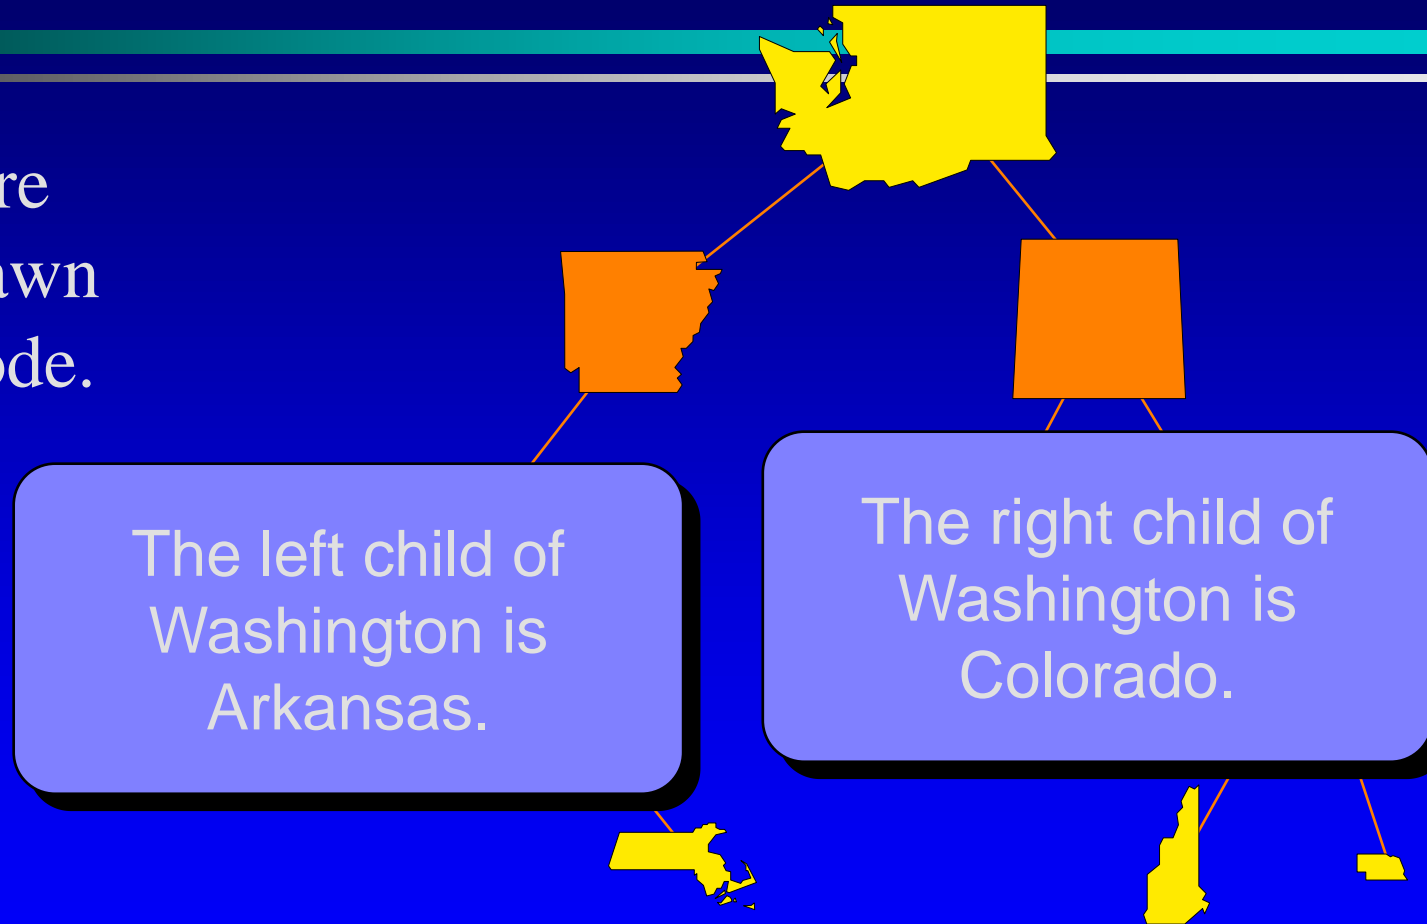 re
awn
ode.
The left child of
Washington is
Arkansas.
The right child of
Washington is
Colorado.